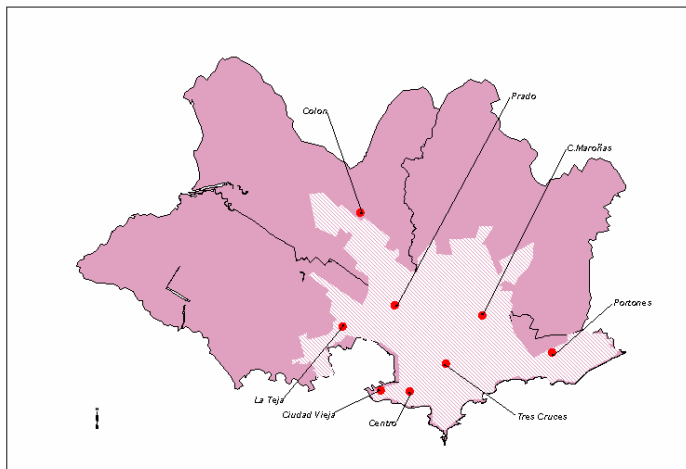 Prado
Colon
C.Maroñas
Portones
La Teja
Ciudad Vieja
Tres Cruces
Centro